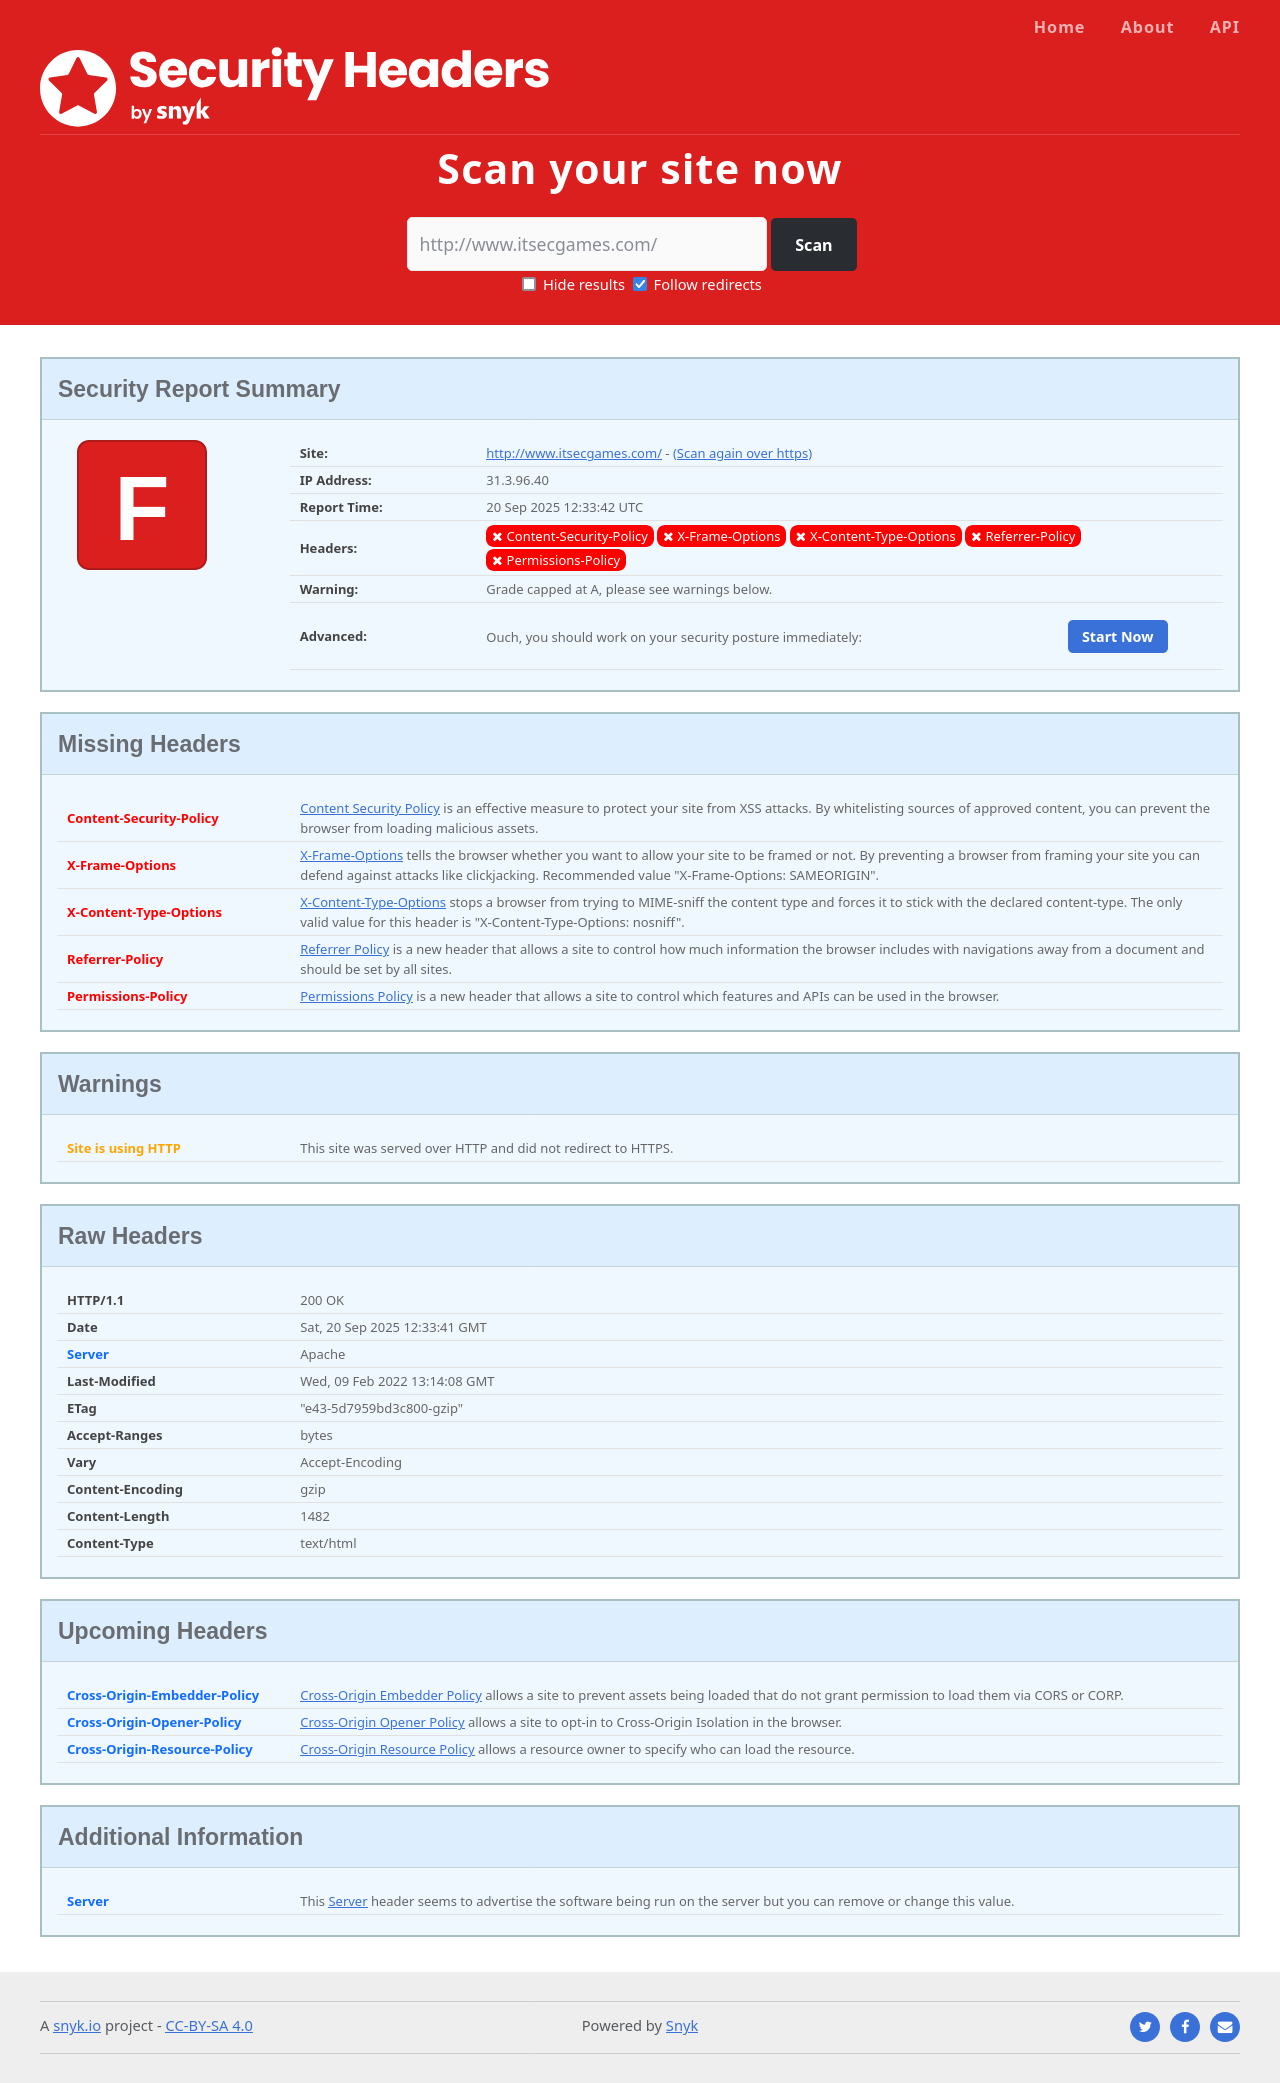 Home About API
Security Headers
by snyk
Scan your site now
http://www.itsecgames.com/ Scan
Hide results Follow redirects
Security Report Summary
F
Site: http://www.itsecgames.com/ - (Scan again over https)
IP Address: 31.3.96.40
Report Time: 20 Sep 2025 12:33:42 UTC
Headers: ✖ Content-Security-Policy ✖ X-Frame-Options ✖ X-Content-Type-Options ✖ Referrer-Policy
✖ Permissions-Policy
Warning: Grade capped at A, please see warnings below.
Advanced: Ouch, you should work on your security posture immediately: Start Now
Missing Headers
Content-Security-Policy Content Security Policy is an effective measure to protect your site from XSS attacks. By whitelisting sources of approved content, you can prevent the
browser from loading malicious assets.
X-Frame-Options X-Frame-Options tells the browser whether you want to allow your site to be framed or not. By preventing a browser from framing your site you can
defend against attacks like clickjacking. Recommended value "X-Frame-Options: SAMEORIGIN".
X-Content-Type-Options X-Content-Type-Options stops a browser from trying to MIME-sniff the content type and forces it to stick with the declared content-type. The only
valid value for this header is "X-Content-Type-Options: nosniff".
Referrer-Policy Referrer Policy is a new header that allows a site to control how much information the browser includes with navigations away from a document and
should be set by all sites.
Permissions-Policy Permissions Policy is a new header that allows a site to control which features and APIs can be used in the browser.
Warnings
Site is using HTTP This site was served over HTTP and did not redirect to HTTPS.
Raw Headers
HTTP/1.1 200 OK
Date Sat, 20 Sep 2025 12:33:41 GMT
Server Apache
Last-Modified Wed, 09 Feb 2022 13:14:08 GMT
ETag "e43-5d7959bd3c800-gzip"
Accept-Ranges bytes
Vary Accept-Encoding
Content-Encoding gzip
Content-Length 1482
Content-Type text/html
Upcoming Headers
Cross-Origin-Embedder-Policy Cross-Origin Embedder Policy allows a site to prevent assets being loaded that do not grant permission to load them via CORS or CORP.
Cross-Origin-Opener-Policy Cross-Origin Opener Policy allows a site to opt-in to Cross-Origin Isolation in the browser.
Cross-Origin-Resource-Policy Cross-Origin Resource Policy allows a resource owner to specify who can load the resource.
Additional Information
Server This Server header seems to advertise the software being run on the server but you can remove or change this value.
A snyk.io project - CC-BY-SA 4.0 Powered by Snyk